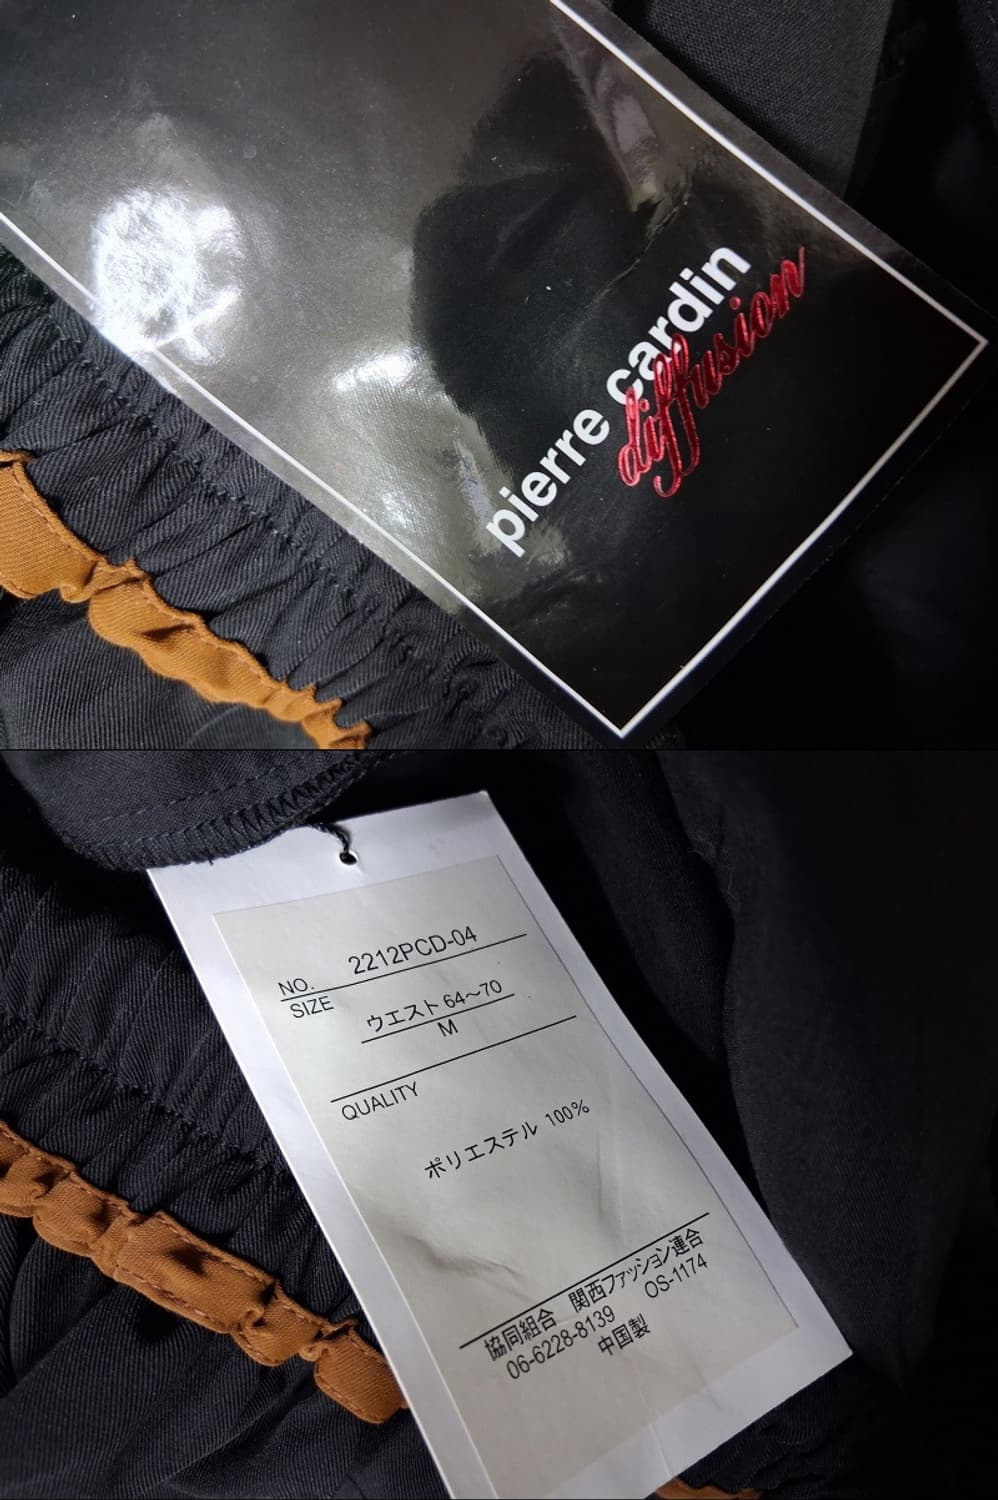 pierre cardin
diffusion
NO. 2212PCD-04
SIZE ウエスト 64〜70
M
QUALITY
ポリエステル 100%
協同組合 関西ファッション連合
06-6228-8139 OS-1174
中国製